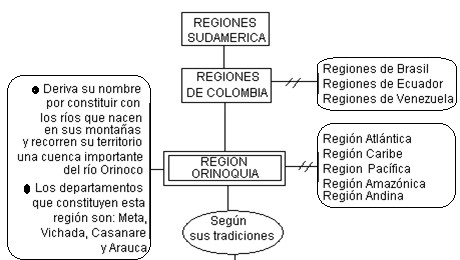 REGIONES
SUDAMERICA
REGIONES
DE COLOMBIA
Regiones de Brasil
Regiones de Ecuador
Regiones de Venezuela
Deriva su nombre
por constituir con
los ríos que nacen
en sus montañas
y recorren su territorio
una cuenca importante
del río Orinoco
Los departamentos
que constituyen esta
región son: Meta,
Vichada, Casanare
y Arauca
REGION
ORINOQUIA
Región Atlántica
Región Caribe
Region Pacífica
Región Amazónica
Región Andina
Según
sus tradiciones